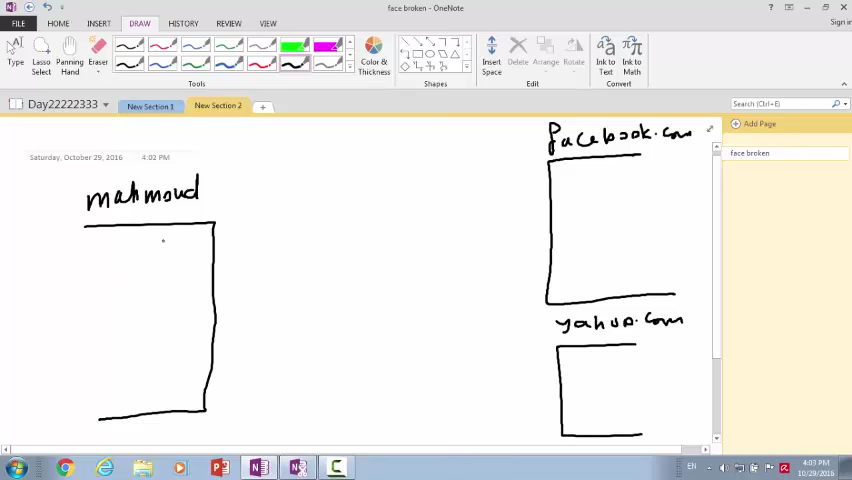 face broken - OneNote
FILE HOME INSERT DRAW HISTORY REVIEW VIEW
Sign in
Type Lasso Select Panning Hand Eraser Color & Thickness Insert Space Delete Arrange Rotate Ink to Text Ink to Math
Tools Shapes Edit Convert
Day22222333 New Section 1 New Section 2 Search (Ctrl+E)
Add Page
face broken
Saturday, October 29, 2016 4:02 PM
facebook.com
mahmoud
yahoo.com
EN 4:03 PM
10/29/2016